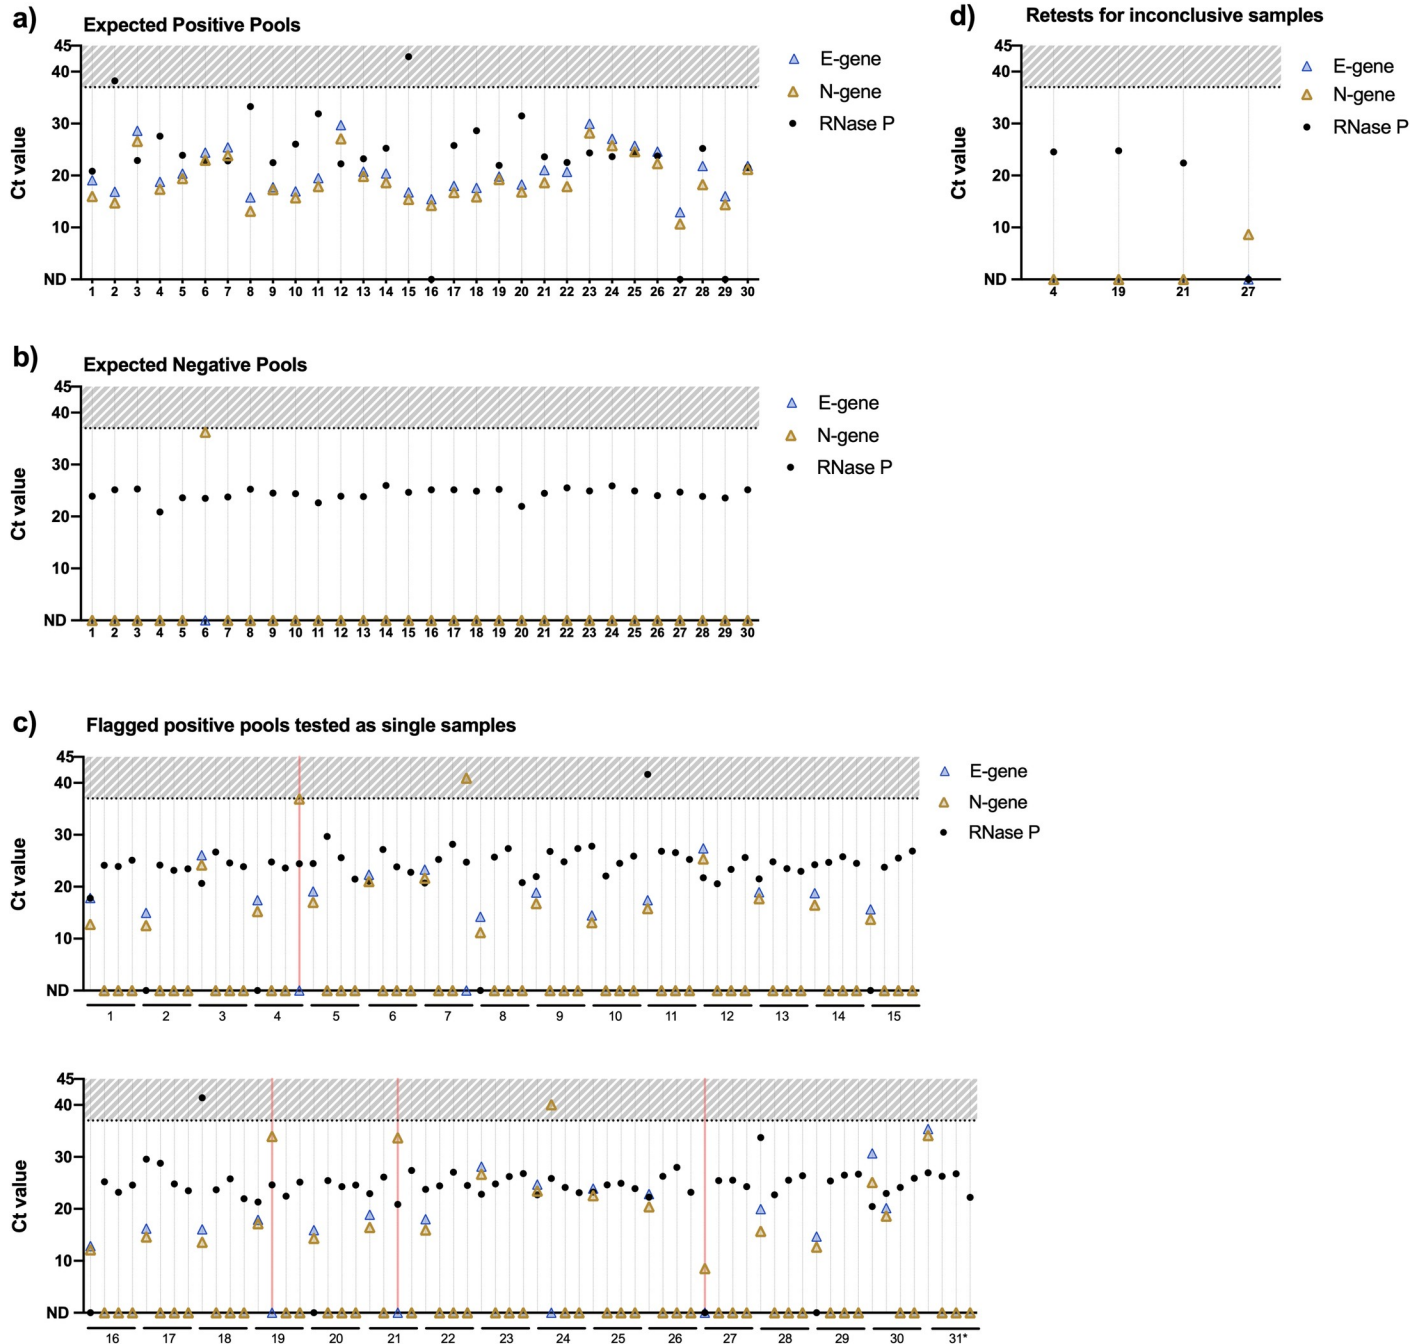 a)
Expected Positive Pools
45
40
30
20
10
ND
Ct value
1 2 3 4 5 6 7 8 9 10 11 12 13 14 15 16 17 18 19 20 21 22 23 24 25 26 27 28 29 30
E-gene
N-gene
RNase P
d)
Retests for inconclusive samples
45
40
30
20
10
ND
Ct value
4 19 21 27
E-gene
N-gene
RNase P
b)
Expected Negative Pools
45
40
30
20
10
ND
Ct value
1 2 3 4 5 6 7 8 9 10 11 12 13 14 15 16 17 18 19 20 21 22 23 24 25 26 27 28 29 30
E-gene
N-gene
RNase P
c)
Flagged positive pools tested as single samples
45
40
30
20
10
ND
Ct value
1 2 3 4 5 6 7 8 9 10 11 12 13 14 15
E-gene
N-gene
RNase P
45
40
30
20
10
ND
Ct value
16 17 18 19 20 21 22 23 24 25 26 27 28 29 30 31*